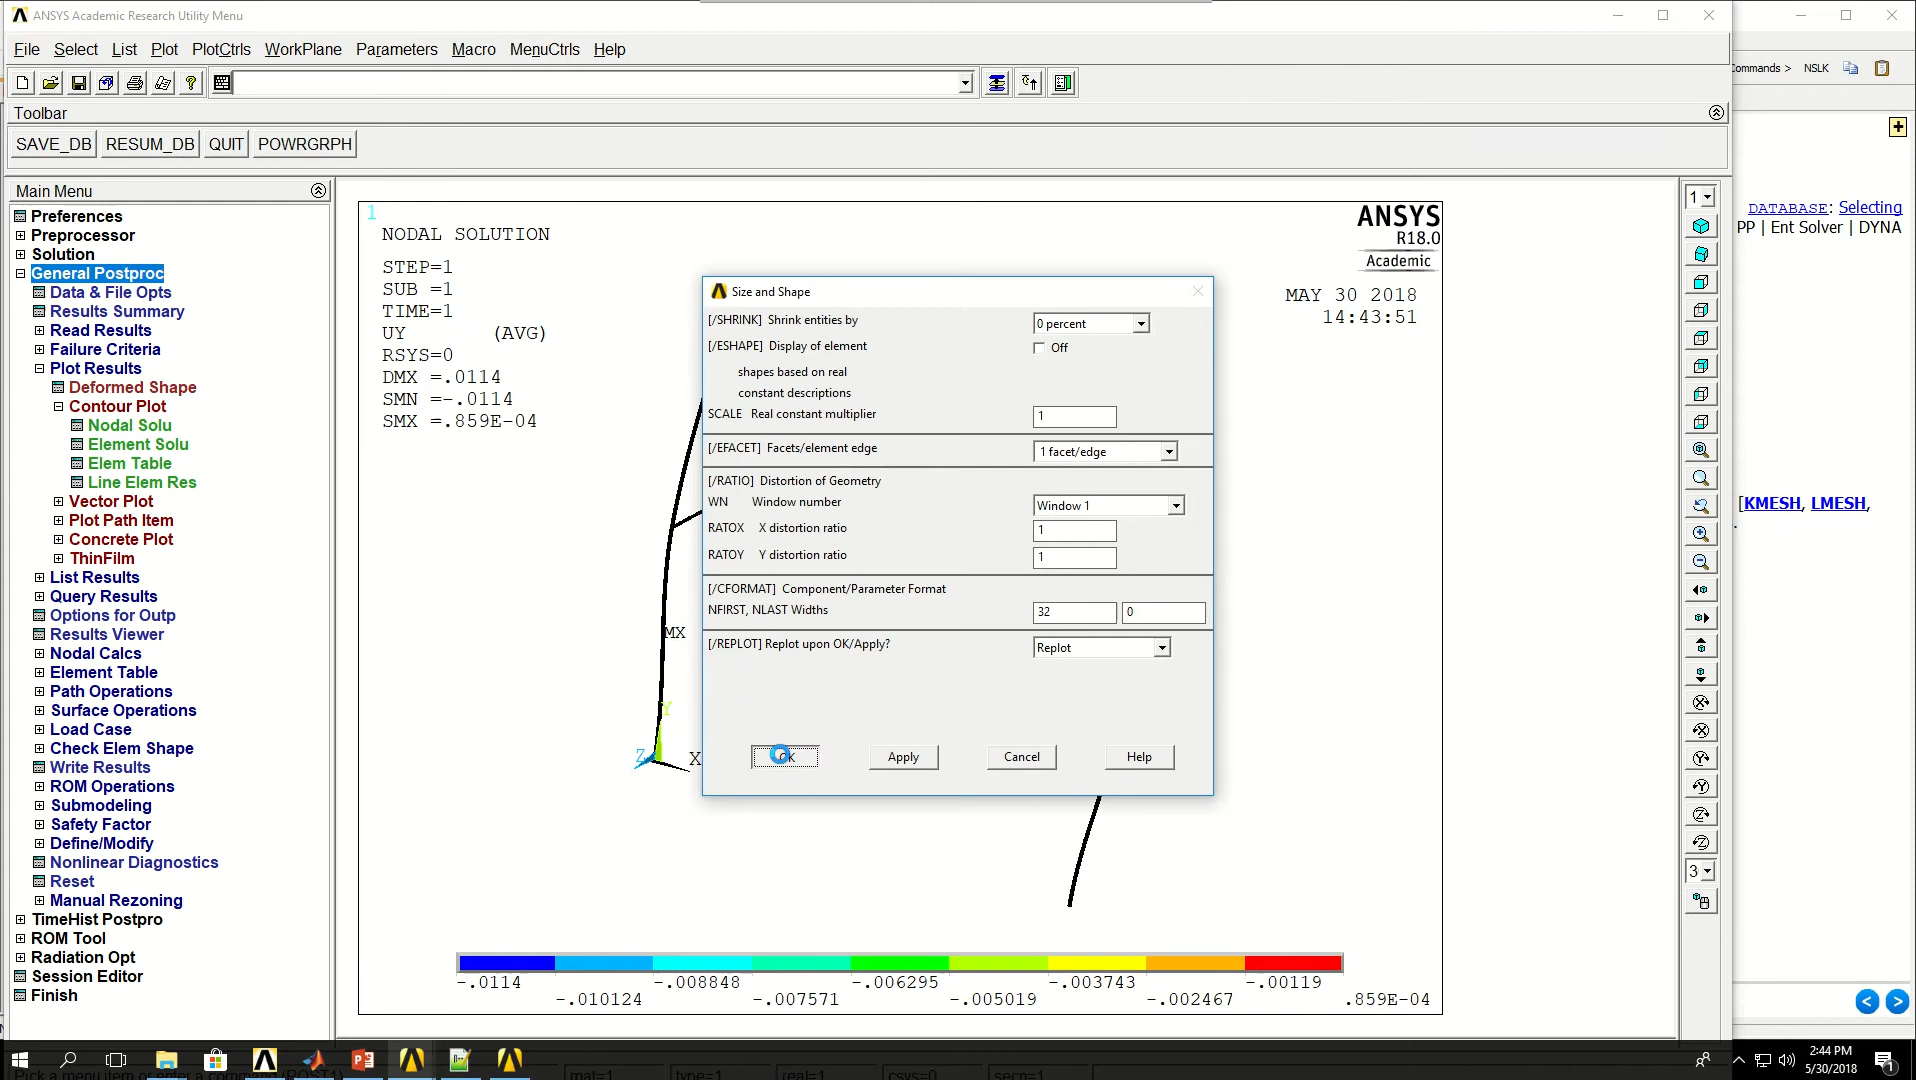 ANSYS Academic Research Utility Menu
File Select List Plot PlotCtrls WorkPlane Parameters Macro MenuCtrls Help
ommands > NSLK
Toolbar
SAVE_DB RESUM_DB QUIT POWRGRPH
Main Menu
Preferences
Preprocessor
Solution
General Postproc
Data & File Opts
Results Summary
Read Results
Failure Criteria
Plot Results
Deformed Shape
Contour Plot
Nodal Solu
Element Solu
Elem Table
Line Elem Res
Vector Plot
Plot Path Item
Concrete Plot
ThinFilm
List Results
Query Results
Options for Outp
Results Viewer
Nodal Calcs
Element Table
Path Operations
Surface Operations
Load Case
Check Elem Shape
Write Results
ROM Operations
Submodeling
Safety Factor
Define/Modify
Nonlinear Diagnostics
Reset
Manual Rezoning
TimeHist Postpro
ROM Tool
Radiation Opt
Session Editor
Finish
1
NODAL SOLUTION
STEP=1
SUB =1
TIME=1
UY (AVG)
RSYS=0
DMX =.0114
SMN =-.0114
SMX =.859E-04
ANSYS
R18.0
Academic
MAY 30 2018
14:43:51
MX
Y
Z X
Size and Shape
[/SHRINK] Shrink entities by 0 percent
[/ESHAPE] Display of element Off
shapes based on real
constant descriptions
SCALE Real constant multiplier 1
[/EFACET] Facets/element edge 1 facet/edge
[/RATIO] Distortion of Geometry
WN Window number Window 1
RATOX X distortion ratio 1
RATOY Y distortion ratio 1
[/CFORMAT] Component/Parameter Format
NFIRST, NLAST Widths 32 0
[/REPLOT] Replot upon OK/Apply? Replot
OK Apply Cancel Help
-.0114 -.008848 -.006295 -.003743 -.00119
-.010124 -.007571 -.005019 -.002467 .859E-04
1
3
DATABASE: Selecting
PP | Ent Solver | DYNA
[KMESH, LMESH,
Pick a menu item or enter a command (POST1) mat=1 type=1 real=1 csys=0 secn=1
2:44 PM
5/30/2018
1